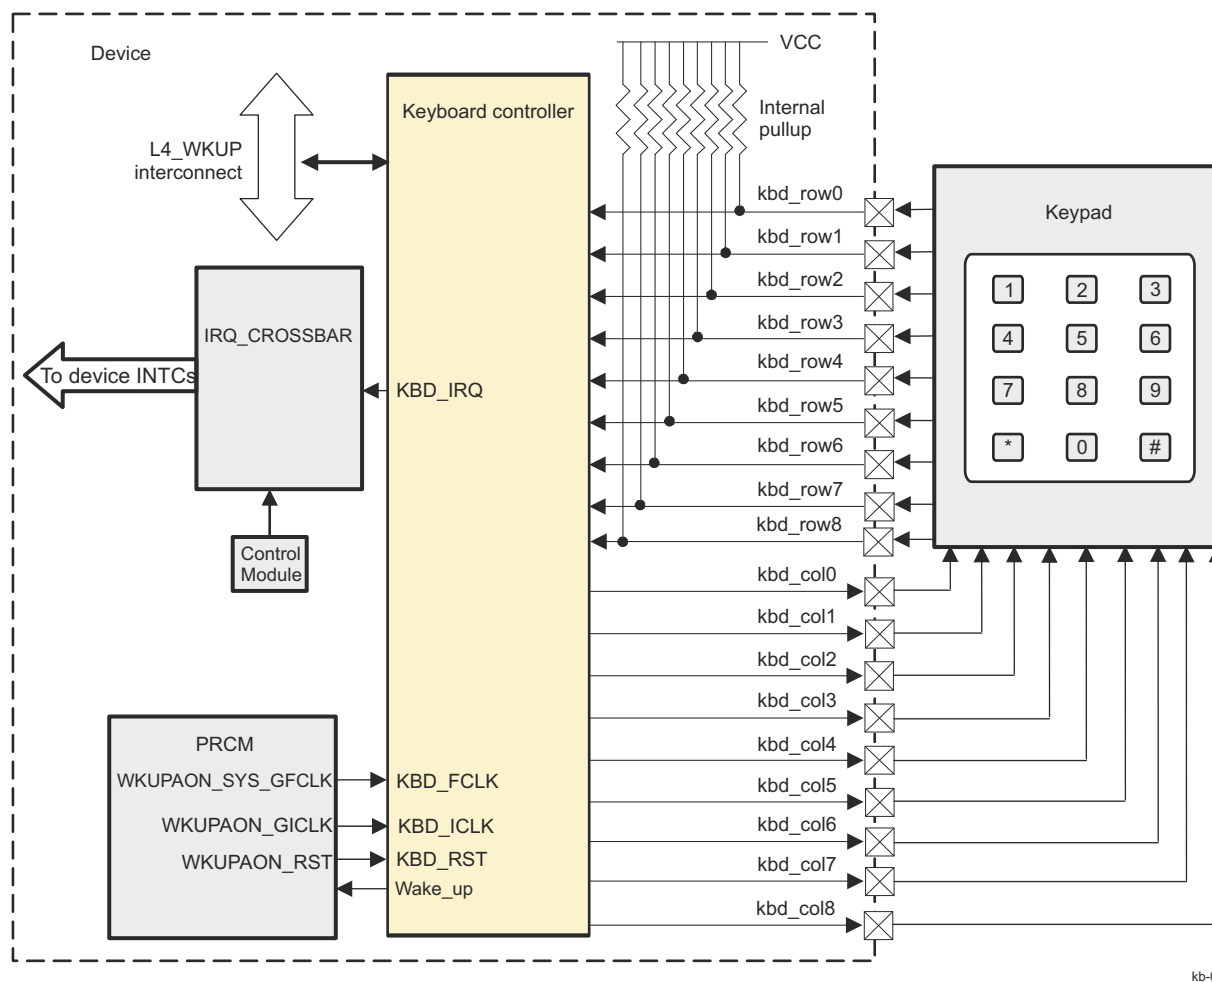 Device
VCC
Keyboard controller
Internal
pullup
L4_WKUP
interconnect
kbd_row0
Keypad
kbd_row1
kbd_row2
1 2 3
kbd_row3
IRQ_CROSSBAR
4 5 6
kbd_row4
To device INTCs
KBD_IRQ
7 8 9
kbd_row5
kbd_row6
* 0 #
kbd_row7
kbd_row8
Control
Module
kbd_col0
kbd_col1
kbd_col2
kbd_col3
PRCM
kbd_col4
WKUPAON_SYS_GFCLK
KBD_FCLK
kbd_col5
WKUPAON_GICLK
KBD_ICLK
kbd_col6
WKUPAON_RST
KBD_RST
kbd_col7
Wake_up
kbd_col8